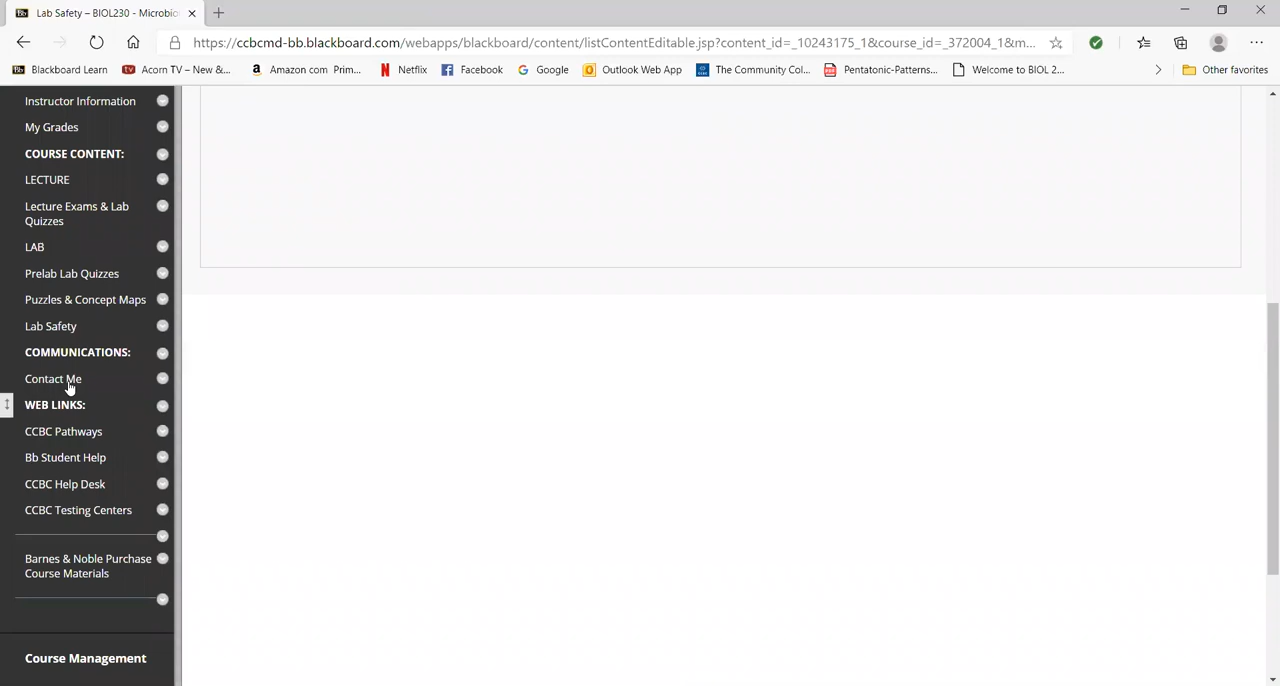 Lab Safety – BIOL230 - Microbio
https://ccbcmd-bb.blackboard.com/webapps/blackboard/content/listContentEditable.jsp?content_id=_10243175_1&course_id=_372004_1&m...
Blackboard Learn
Acorn TV – New &...
Amazon com Prim...
Netflix
Facebook
Google
Outlook Web App
The Community Col...
Pentatonic-Patterns...
Welcome to BIOL 2...
Other favorites
Instructor Information
My Grades
COURSE CONTENT:
LECTURE
Lecture Exams & Lab
Quizzes
LAB
Prelab Lab Quizzes
Puzzles & Concept Maps
Lab Safety
COMMUNICATIONS:
Contact Me
WEB LINKS:
CCBC Pathways
Bb Student Help
CCBC Help Desk
CCBC Testing Centers
Barnes & Noble Purchase
Course Materials
Course Management